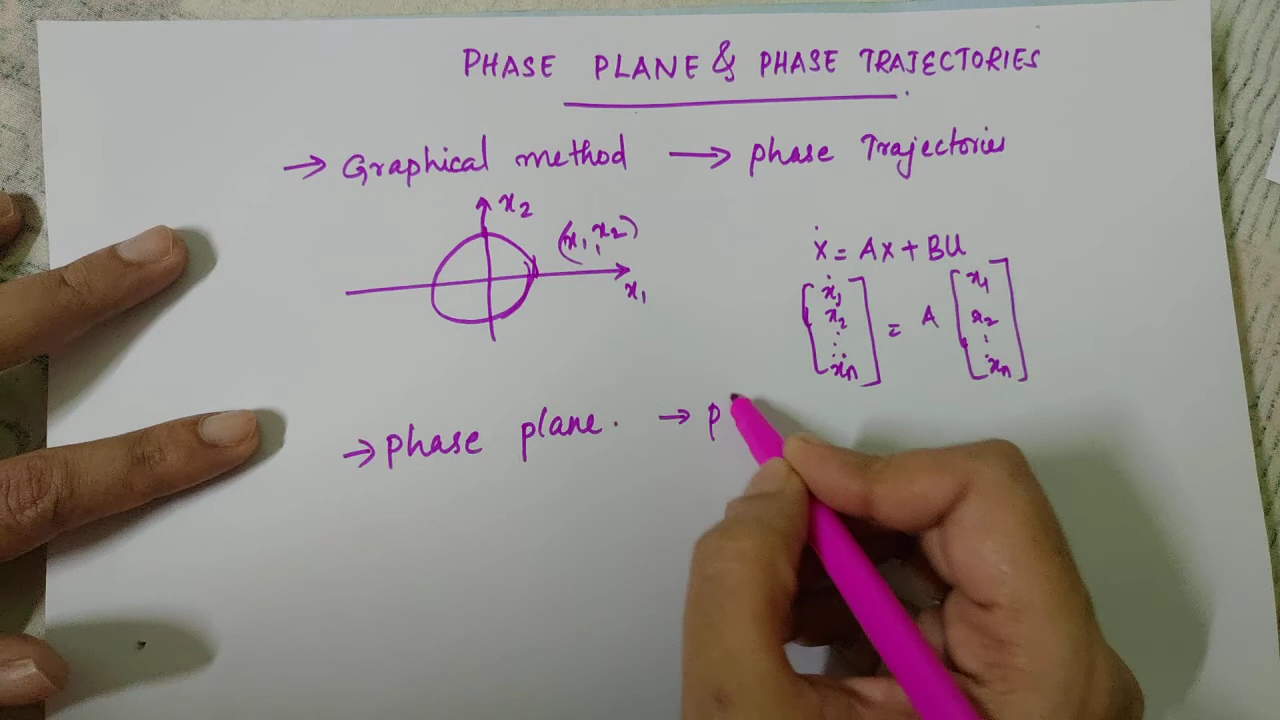 PHASE PLANE & PHASE TRAJECTORIES
→ Graphical method → phase Trajectories
x2
(x1, x2)
x1
Ẋ = AX + BU
[ẋ1 x2 ⋮ ẋn] = A [x1 x2 ⋮ xn]
→ phase plane. → p